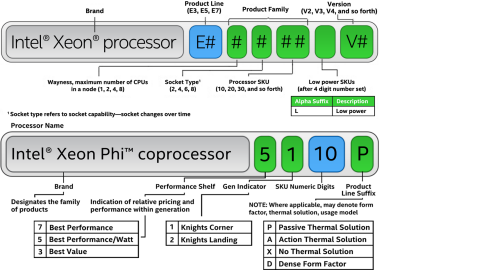 Brand
Product Line
(E3, E5, E7)
Product Family
Version
(V2, V3, V4, and so forth)
Intel® Xeon® processor
E# # # ## V#
Wayness, maximum number of CPUs
in a node (1, 2, 4, 8)
Socket Type¹
(2, 4, 6, 8)
Processor SKU
(10, 20, 30, and so forth)
Low power SKUs
(after 4 digit number set)
Alpha Suffix Description
L Low power
¹ Socket type refers to socket capability—socket changes over time
Processor Name
Intel® Xeon Phi™ coprocessor
5 1 10 P
Brand
Performance Shelf
Gen Indicator
SKU Numeric Digits
Product
Line Suffix
Designates the family
of products
Indication of relative pricing and
performance within generation
NOTE: Where applicable, may denote form
factor, thermal solution, usage model
7 Best Performance
5 Best Performance/Watt
3 Best Value
1 Knights Corner
2 Knights Landing
P Passive Thermal Solution
A Action Thermal Solution
X No Thermal Solution
D Dense Form Factor